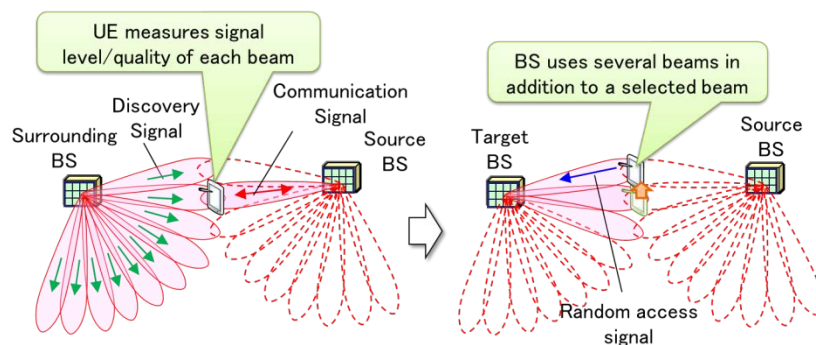 UE measures signal
level/quality of each beam
Discovery
Signal
Communication
Signal
Surrounding
BS
Source
BS
BS uses several beams in
addition to a selected beam
Target
BS
Source
BS
Random access
signal